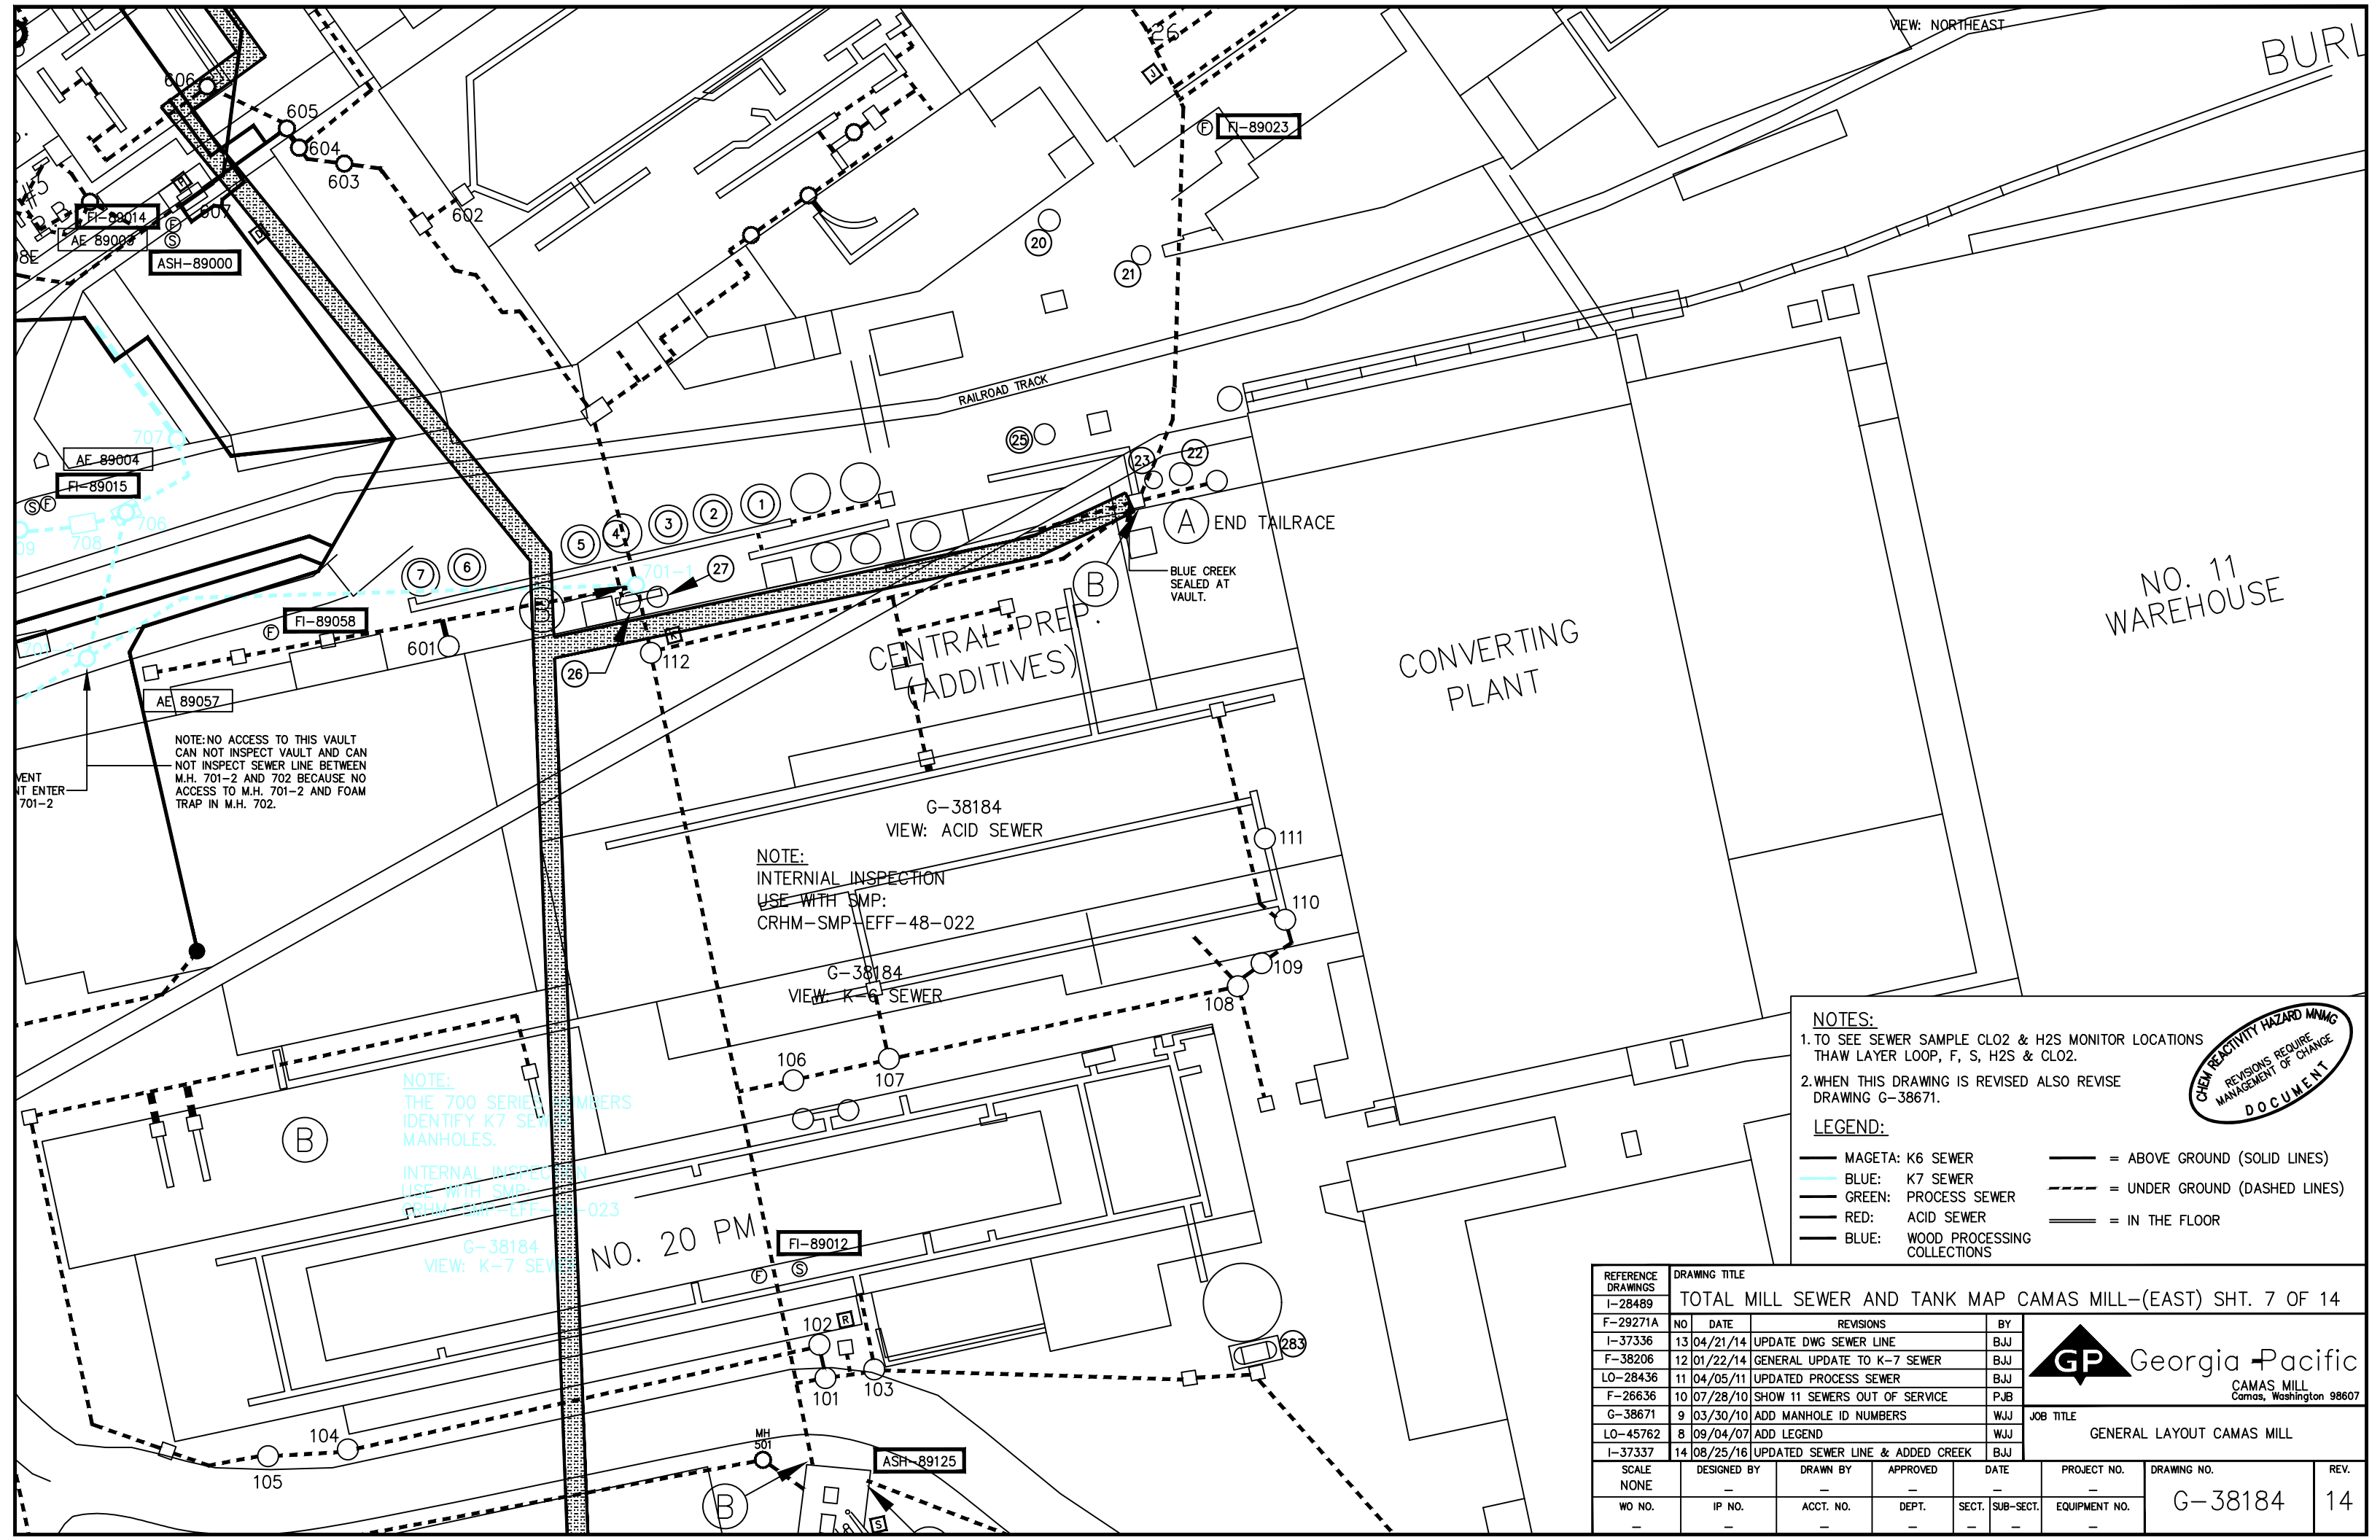 VIEW: NORTHEAST
BURL
26
J
F
FI-89023
606
605
604
603
602
607
FI-89014
F
AE 89003
S
ASH-89000
D
#5
08E
20
21
RAILROAD TRACK
25
23
22
A
END TAILRACE
B
BLUE CREEK
SEALED AT
VAULT.
707
AE 89004
FI-89015
S
F
706
708
09
7
6
5
4
3
2
1
27
701-1
B
F
FI-89058
601
26
K
112
701-2
AE 89057
CENTRAL PREP.
(ADDITIVES)
CONVERTING
PLANT
NO. 11
WAREHOUSE
NOTE: NO ACCESS TO THIS VAULT
CAN NOT INSPECT VAULT AND CAN
NOT INSPECT SEWER LINE BETWEEN
M.H. 701-2 AND 702 BECAUSE NO
ACCESS TO M.H. 701-2 AND FOAM
TRAP IN M.H. 702.
VENT
NT ENTER
701-2
G-38184
VIEW: ACID SEWER
NOTE:
INTERNIAL INSPECTION
USE WITH SMP:
CRHM-SMP-EFF-48-022
G-38184
VIEW: K-6 SEWER
111
110
109
108
107
106
B
NOTE:
THE 700 SERIES NUMBERS
IDENTIFY K7 SEWER
MANHOLES.
INTERNAL INSPECTION
USE WITH SMP:
CRHM-SMP-EFF-023
G-38184
VIEW: K-7 SEWER
NO. 20 PM
FI-89012
F
S
102
R
101
103
104
105
283
MH
501
ASH-89125
B
S
NOTES:
1. TO SEE SEWER SAMPLE CLO2 & H2S MONITOR LOCATIONS
THAW LAYER LOOP, F, S, H2S & CLO2.
2. WHEN THIS DRAWING IS REVISED ALSO REVISE
DRAWING G-38671.
CHEM REACTIVITY HAZARD MNMG
REVISIONS REQUIRE
MANAGEMENT OF CHANGE
DOCUMENT
LEGEND:
MAGETA: K6 SEWER
BLUE: K7 SEWER
GREEN: PROCESS SEWER
RED: ACID SEWER
BLUE: WOOD PROCESSING
COLLECTIONS
= ABOVE GROUND (SOLID LINES)
= UNDER GROUND (DASHED LINES)
= IN THE FLOOR
REFERENCE
DRAWINGS
I-28489
F-29271A
I-37336
F-38206
LO-28436
F-26636
G-38671
LO-45762
I-37337
DRAWING TITLE
TOTAL MILL SEWER AND TANK MAP CAMAS MILL-(EAST) SHT. 7 OF 14
NO DATE REVISIONS BY
13 04/21/14 UPDATE DWG SEWER LINE BJJ
12 01/22/14 GENERAL UPDATE TO K-7 SEWER BJJ
11 04/05/11 UPDATED PROCESS SEWER BJJ
10 07/28/10 SHOW 11 SEWERS OUT OF SERVICE PJB
9 03/30/10 ADD MANHOLE ID NUMBERS WJJ
8 09/04/07 ADD LEGEND WJJ
14 08/25/16 UPDATED SEWER LINE & ADDED CREEK BJJ
GP Georgia-Pacific
CAMAS MILL
Camas, Washington 98607
JOB TITLE
GENERAL LAYOUT CAMAS MILL
SCALE
NONE
DESIGNED BY
–
DRAWN BY
–
APPROVED
–
DATE
–
PROJECT NO.
–
DRAWING NO.
G-38184
REV.
14
WO NO.
–
IP NO.
–
ACCT. NO.
–
DEPT.
–
SECT.
–
SUB-SECT.
–
EQUIPMENT NO.
–